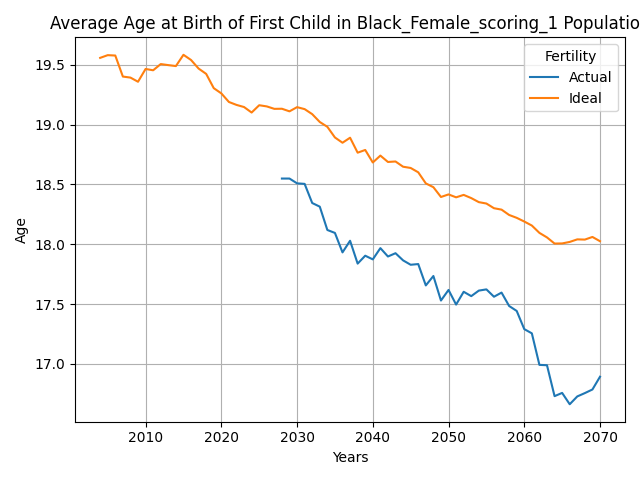 Average Age at Birth of First Child in Black_Female_scoring_1 Populatio
Fertility
Actual
Ideal
19.5
19.0
18.5
18.0
17.5
17.0
Age
2010 2020 2030 2040 2050 2060 2070
Years